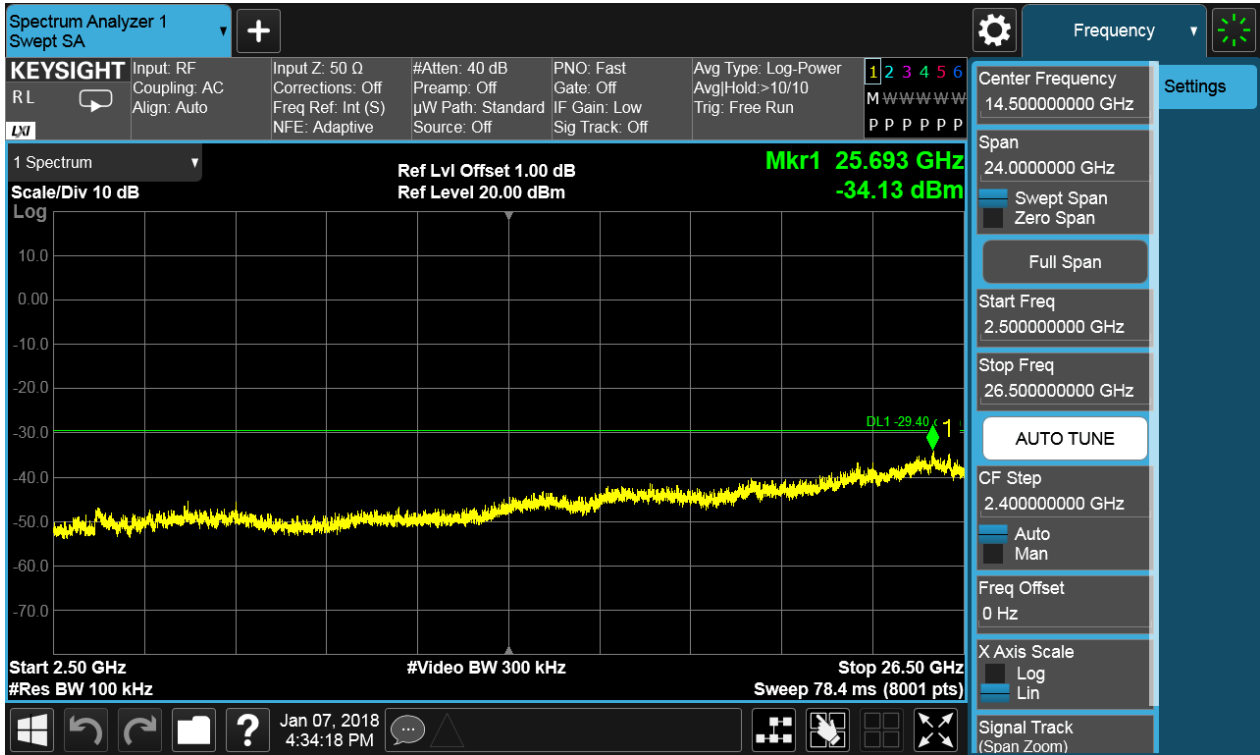 Spectrum Analyzer 1
Swept SA
+
Frequency
KEYSIGHT
RL
LXI
Input: RF
Coupling: AC
Align: Auto
Input Z: 50 Ω
Corrections: Off
Freq Ref: Int (S)
NFE: Adaptive
#Atten: 40 dB
Preamp: Off
µW Path: Standard
Source: Off
PNO: Fast
Gate: Off
IF Gain: Low
Sig Track: Off
Avg Type: Log-Power
Avg|Hold:>10/10
Trig: Free Run
1 2 3 4 5 6
M W W W W W
P P P P P P
1 Spectrum
Scale/Div 10 dB
Log
Ref Lvl Offset 1.00 dB
Ref Level 20.00 dBm
Mkr1 25.693 GHz
-34.13 dBm
10.0
0.00
-10.0
-20.0
-30.0
-40.0
-50.0
-60.0
-70.0
DL1 -29.40
1
Start 2.50 GHz
#Res BW 100 kHz
#Video BW 300 kHz
Stop 26.50 GHz
Sweep 78.4 ms (8001 pts)
Center Frequency
14.500000000 GHz
Span
24.0000000 GHz
Swept Span
Zero Span
Full Span
Start Freq
2.500000000 GHz
Stop Freq
26.500000000 GHz
AUTO TUNE
CF Step
2.400000000 GHz
Auto
Man
Freq Offset
0 Hz
X Axis Scale
Log
Lin
Signal Track
(Span Zoom)
Settings
?
Jan 07, 2018
4:34:18 PM